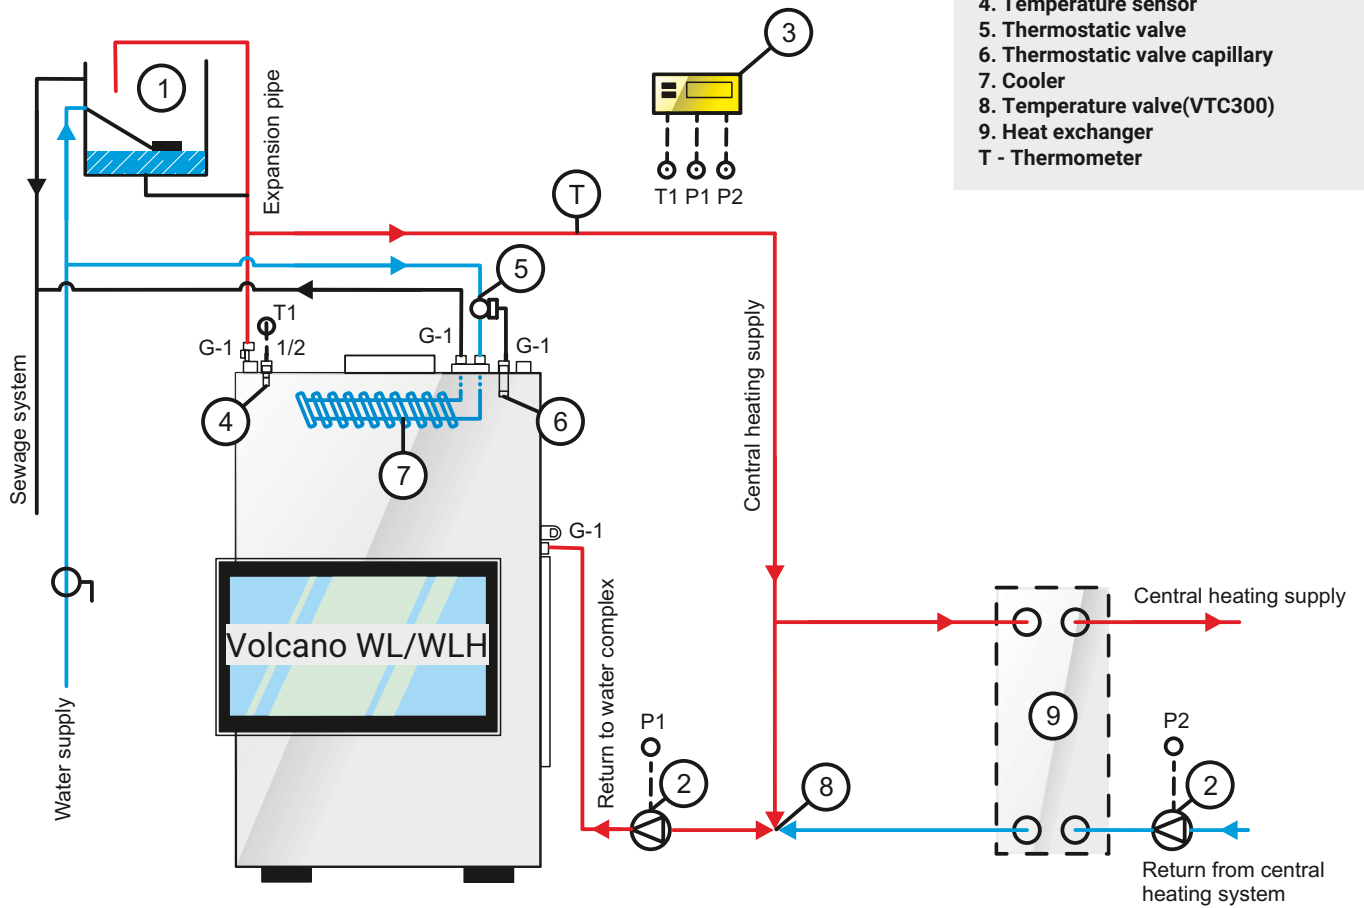 4. Temperature sensor
5. Thermostatic valve
6. Thermostatic valve capillary
7. Cooler
8. Temperature valve(VTC300)
9. Heat exchanger
T - Thermometer
3
1
Expansion pipe
T
T1 P1 P2
5
T1
G-1
1/2
G-1
G-1
4
6
7
Sewage system
Central heating supply
G-1
Volcano WL/WLH
Return to water complex
Water supply
Central heating supply
9
P1
2
8
P2
2
Return from central
heating system